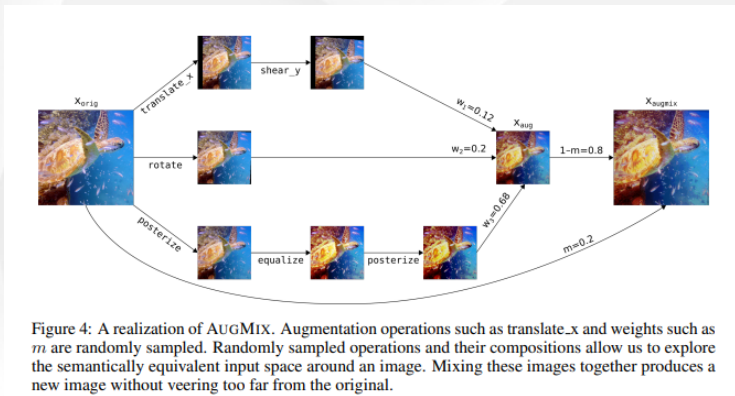 translate_x
shear_y
w₁=0.12
Xorig
Xaug
Xaugmix
rotate
w₂=0.2
1-m=0.8
posterize
equalize
posterize
w₃=0.68
m=0.2
Figure 4: A realization of AUGMIX. Augmentation operations such as translate_x and weights such as
m are randomly sampled. Randomly sampled operations and their compositions allow us to explore
the semantically equivalent input space around an image. Mixing these images together produces a
new image without veering too far from the original.